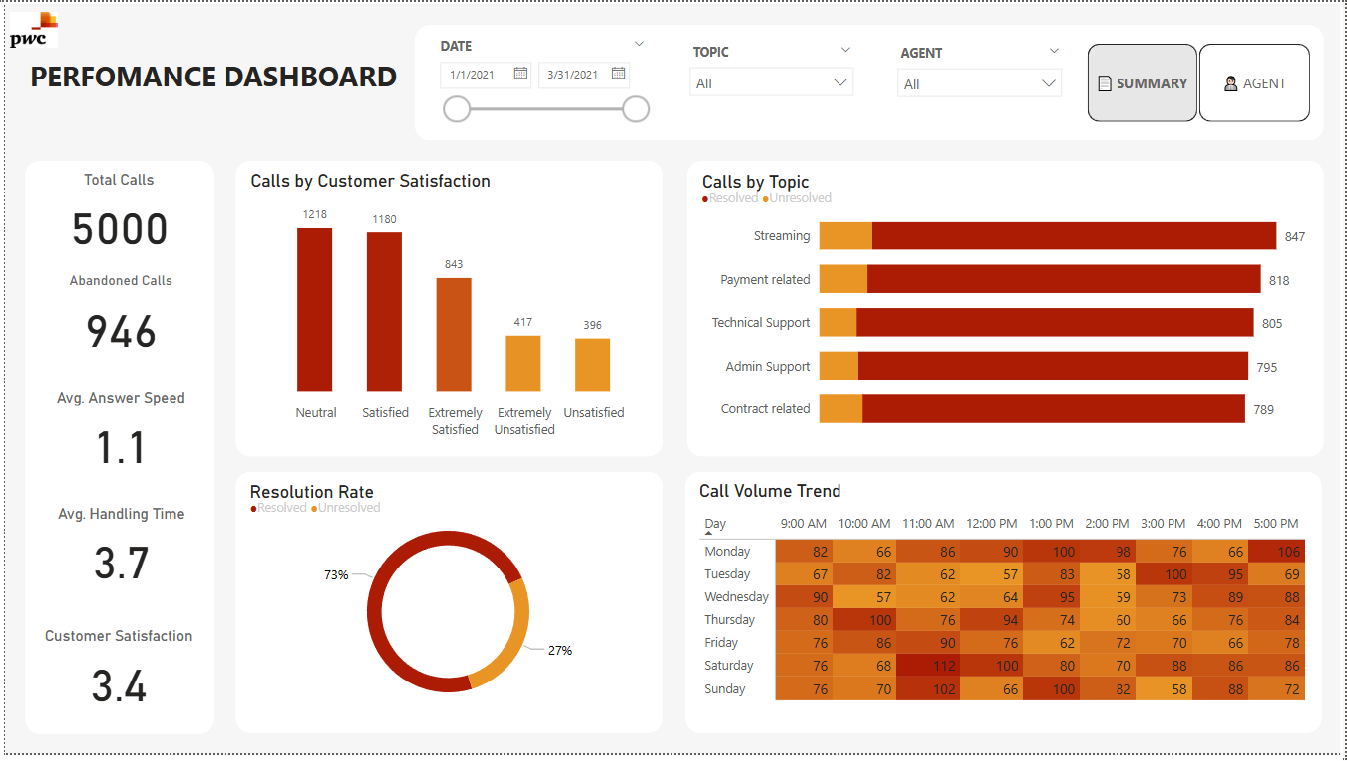 pwc
PERFOMANCE DASHBOARD
DATE
1/1/2021 3/31/2021
TOPIC
All
AGENT
All
SUMMARY
AGENT
Total Calls
5000
Abandoned Calls
946
Avg. Answer Speed
1.1
Avg. Handling Time
3.7
Customer Satisfaction
3.4
Calls by Customer Satisfaction
1218
1180
843
417
396
Neutral
Satisfied
Extremely
Satisfied
Extremely
Unsatisfied
Unsatisfied
Calls by Topic
Resolved Unresolved
Streaming 847
Payment related 818
Technical Support 805
Admin Support 795
Contract related 789
Resolution Rate
Resolved Unresolved
73%
27%
Call Volume Trend
Day 9:00 AM 10:00 AM 11:00 AM 12:00 PM 1:00 PM 2:00 PM 3:00 PM 4:00 PM 5:00 PM
Monday 82 66 86 90 100 98 76 66 106
Tuesday 67 82 62 57 83 58 100 95 69
Wednesday 90 57 62 64 95 59 73 89 88
Thursday 80 100 76 94 74 60 66 76 84
Friday 76 86 90 76 62 72 70 66 78
Saturday 76 68 112 100 80 70 88 86 86
Sunday 76 70 102 66 100 82 58 88 72